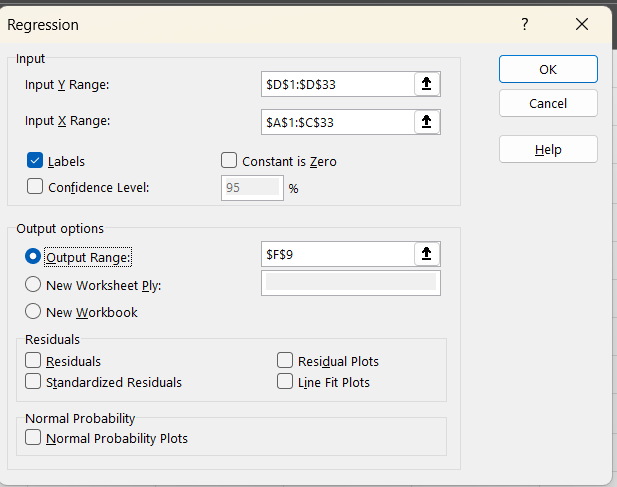 Regression ?
Input
Input Y Range: $D$1:$D$33
Input X Range: $A$1:$C$33
Labels Constant is Zero
Confidence Level: 95 %
OK
Cancel
Help
Output options
Output Range: $F$9
New Worksheet Ply:
New Workbook
Residuals
Residuals Residual Plots
Standardized Residuals Line Fit Plots
Normal Probability
Normal Probability Plots